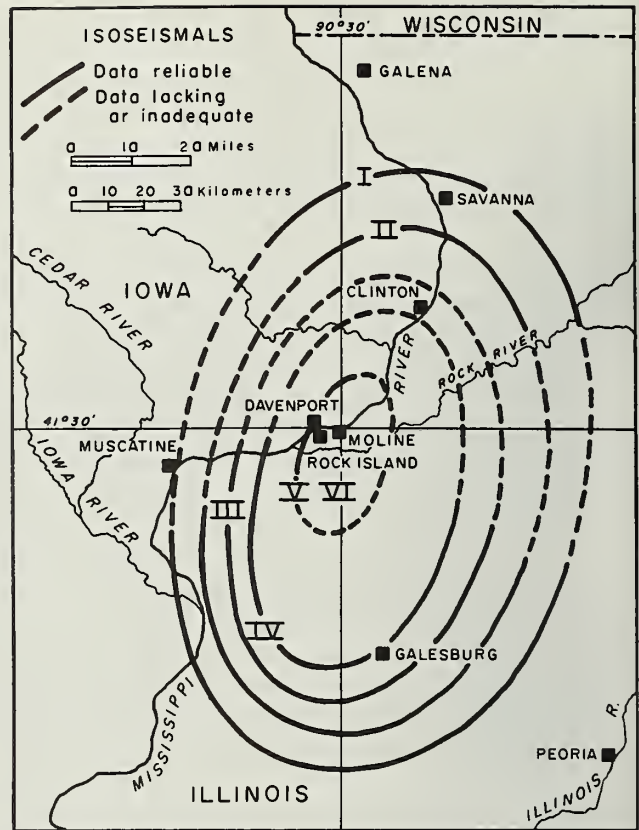 WISCONSIN
90°30'
ISOSEISMALS
Data reliable
Data lacking
or inadequate
0 10 20 Miles
0 10 20 30 Kilometers
GALENA
I
SAVANNA
II
CEDAR RIVER
IOWA
CLINTON
RIVER
ROCK RIVER
DAVENPORT
41°30'
MOLINE
MUSCATINE
ROCK ISLAND
IOWA RIVER
V VI
III
IV
GALESBURG
MISSISSIPPI
PEORIA
ILLINOIS R.
ILLINOIS